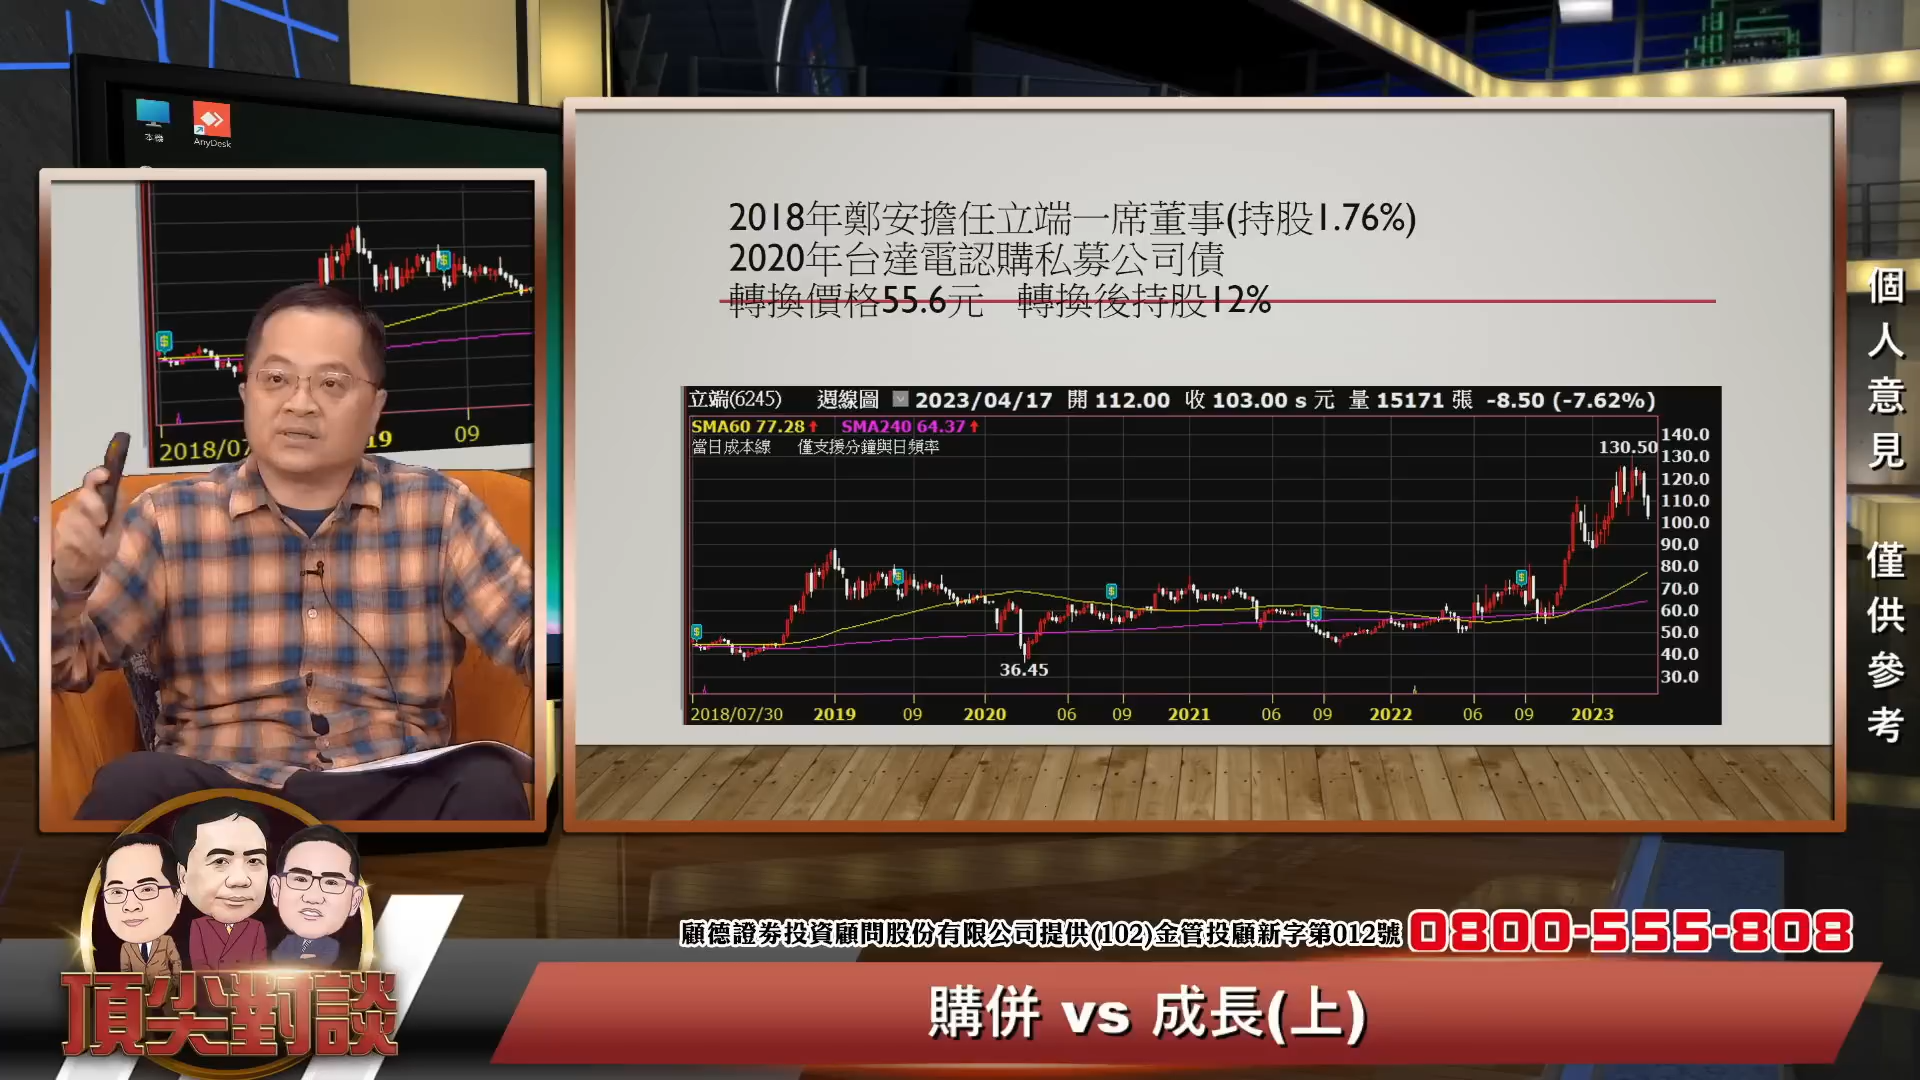 本機
AnyDesk
2018年鄭安擔任立端一席董事(持股1.76%)
2020年台達電認購私募公司債
轉換價格55.6元 轉換後持股12%
立端(6245) 週線圖 2023/04/17 開 112.00 收 103.00 s 元 量 15171 張 -8.50 (-7.62%)
SMA60 77.28 SMA240 64.37
當日成本線 僅支援分鐘與日頻率
130.50
36.45
140.0
130.0
120.0
110.0
100.0
90.0
80.0
70.0
60.0
50.0
40.0
30.0
2018/07/30 2019 09 2020 06 09 2021 06 09 2022 06 09 2023
2018/07
19
09
個人意見 僅供參考
顧德證券投資顧問股份有限公司提供(102)金管投顧新字第012號 0800-555-808
頂尖對談
購併 vs 成長(上)